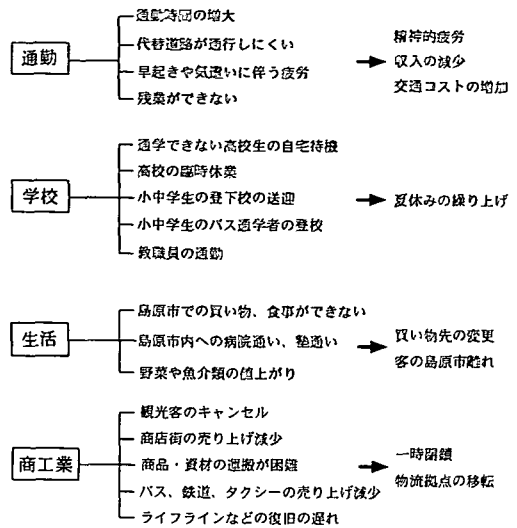 通勤
通勤時間の増大
代替道路が通行しにくい
早起きや気遣いに伴う疲労
残業ができない
精神的疲労
収入の減少
交通コストの増加
学校
通学できない高校生の自宅待機
高校の臨時休業
小中学生の登下校の送迎
小中学生のバス通学者の登校
教職員の通勤
夏休みの繰り上げ
生活
島原市での買い物、食事ができない
島原市内への病院通い、塾通い
野菜や魚介類の値上がり
買い物先の変更
客の島原市離れ
商工業
観光客のキャンセル
商店街の売り上げ減少
商品・資材の運搬が困難
バス、鉄道、タクシーの売り上げ減少
ライフラインなどの復旧の遅れ
一時閉鎖
物流拠点の移転